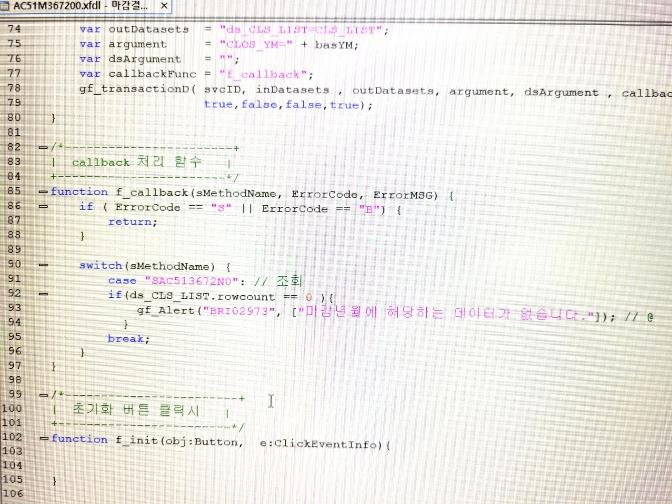 AC51M367200.xfdl - 마감결... ×
74 var outDatasets = "ds_CLS_LIST=CLS_LIST";
75 var argument = "CLOS_YM=" + basYM;
76 var dsArgument = "";
77 var callbackFunc = "f_callback";
78 gf_transactionD( svcID, inDatasets , outDatasets, argument, dsArgument , callbac
79 true,false,false,true);
80 }
81
82 /*------------------------+
83 | callback 처리 함수 |
84 +------------------------*/
85 function f_callback(sMethodName, ErrorCode, ErrorMSG) {
86 if ( ErrorCode == "S" || ErrorCode == "B") {
87 return;
88 }
89
90 switch(sMethodName) {
91 case "SAC513672N0": // 조회
92 if(ds_CLS_LIST.rowcount == 0 ){
93 gf_Alert("BRI02973", ["마감년월에 해당하는 데이터가 없습니다."]); // @
94 }
95 break;
96 }
97 }
98
99 /*------------------------+
100 | 초기화 버튼 클릭시 |
101 +------------------------*/
102 function f_init(obj:Button, e:ClickEventInfo){
103
104
105 }
106